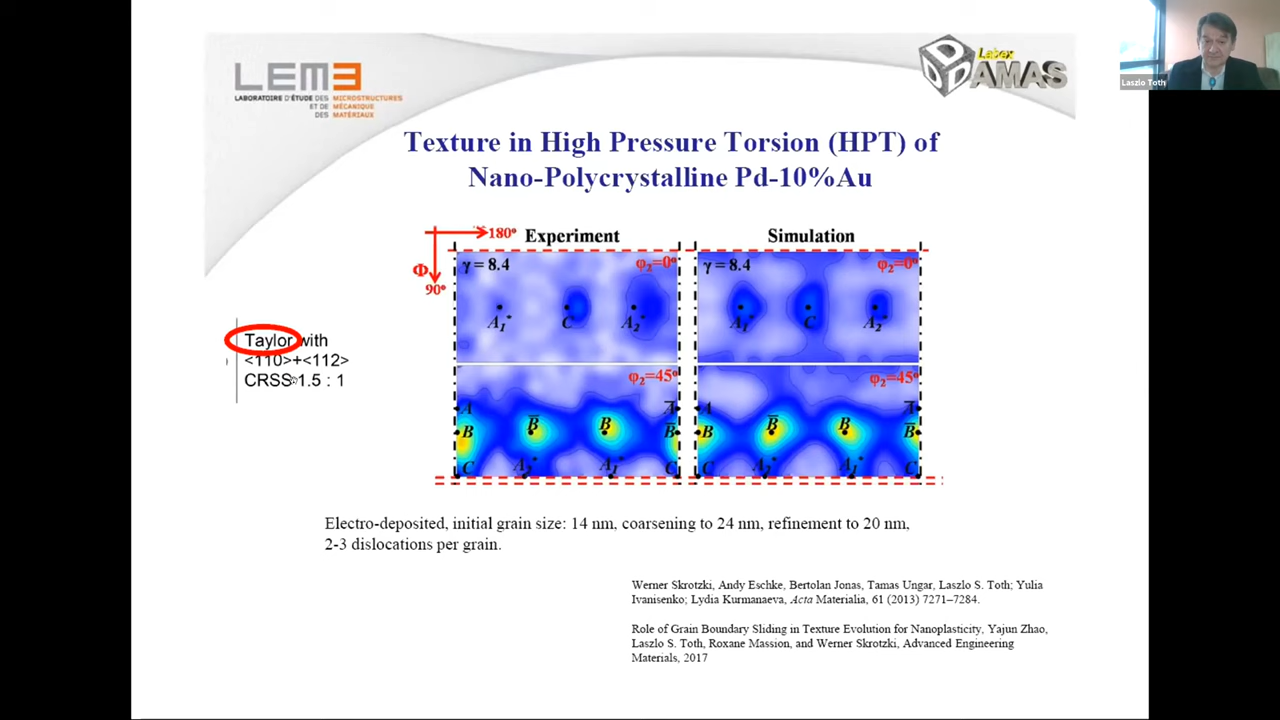 LEM3
LABORATOIRE D'ÉTUDE DES MICROSTRUCTURES
ET DE MÉCANIQUE
DES MATÉRIAUX
Labex
DAMAS
Laszlo Toth
Texture in High Pressure Torsion (HPT) of
Nano-Polycrystalline Pd-10%Au
180° Experiment Simulation
Φ
90°
γ = 8.4 φ₂=0° γ = 8.4 φ₂=0°
A₁* C A₂* A₁* C A₂*
Taylor with
<110>+<112>
CRSS 1.5 : 1
φ₂=45° φ₂=45°
A A̅ A A̅
B B̅ B B̅ B B̅ B B̅
C A₂* A₁* C C A₂* A₁* C
Electro-deposited, initial grain size: 14 nm, coarsening to 24 nm, refinement to 20 nm,
2-3 dislocations per grain.
Werner Skrotzki, Andy Eschke, Bertolan Jonas, Tamas Ungar, Laszlo S. Toth; Yulia
Ivanisenko; Lydia Kurmanaeva, Acta Materialia, 61 (2013) 7271–7284.
Role of Grain Boundary Sliding in Texture Evolution for Nanoplasticity, Yajun Zhao,
Laszlo S. Toth, Roxane Massion, and Werner Skrotzki, Advanced Engineering
Materials, 2017